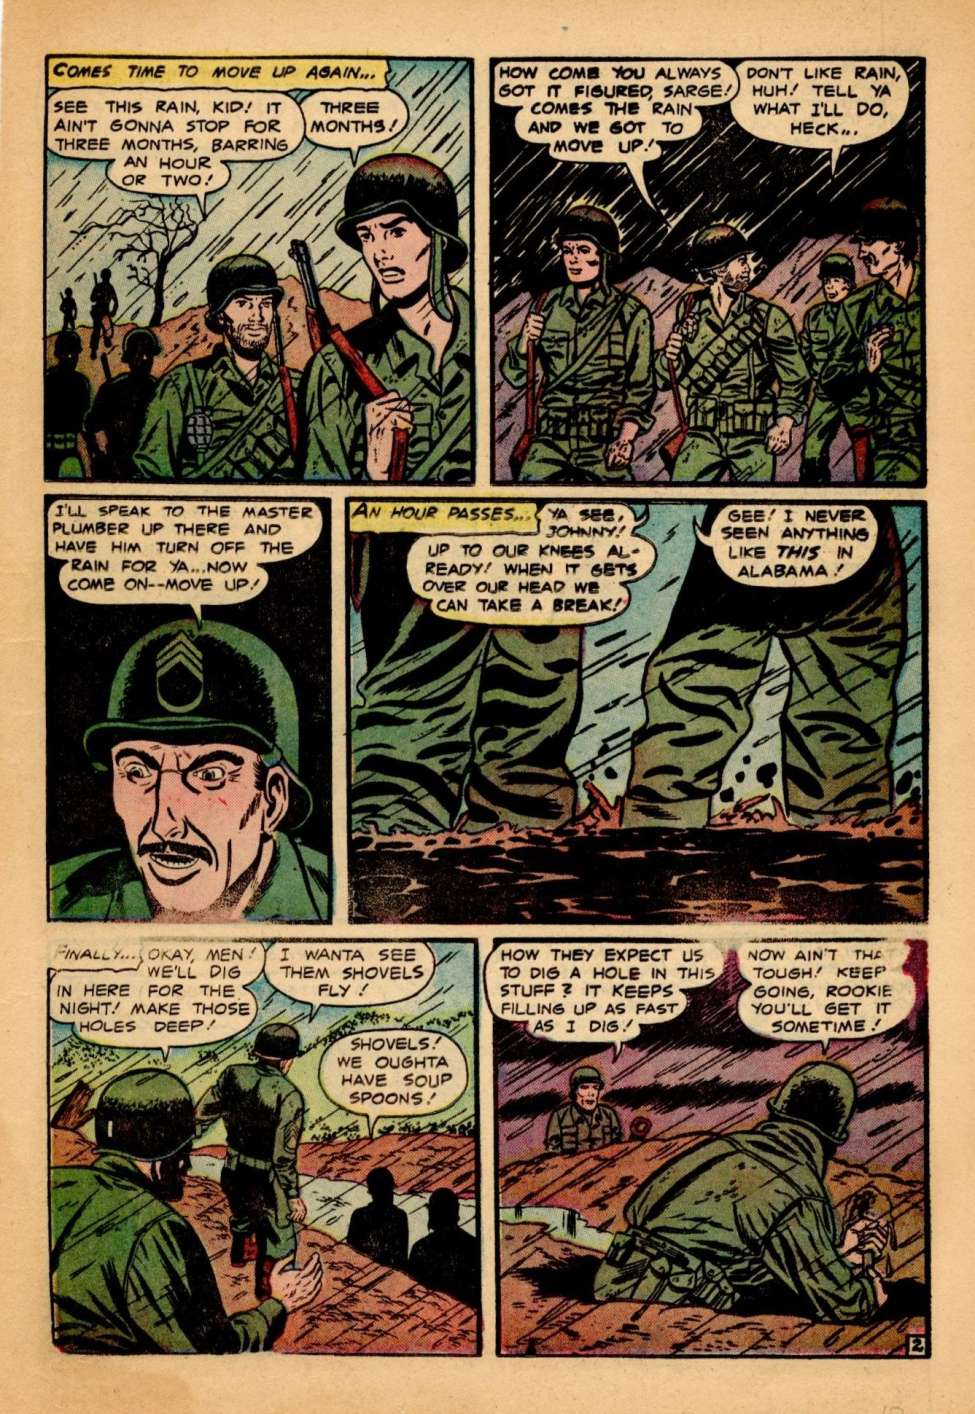 COMES TIME TO MOVE UP AGAIN...
SEE THIS RAIN, KID! IT
AIN'T GONNA STOP FOR
THREE MONTHS, BARRING
AN HOUR
OR TWO!
THREE
MONTHS!
HOW COME YOU ALWAYS
GOT IT FIGURED, SARGE!
COMES THE RAIN
AND WE GOT TO
MOVE UP!
DON'T LIKE RAIN,
HUH! TELL YA
WHAT I'LL DO,
HECK...
I'LL SPEAK TO THE MASTER
PLUMBER UP THERE AND
HAVE HIM TURN OFF THE
RAIN FOR YA...NOW
COME ON--MOVE UP!
AN HOUR PASSES...
YA SEE,
JOHNNY!
UP TO OUR KNEES AL-
READY! WHEN IT GETS
OVER OUR HEAD WE
CAN TAKE A BREAK!
GEE! I NEVER
SEEN ANYTHING
LIKE THIS IN
ALABAMA!
FINALLY...
OKAY, MEN!
WE'LL DIG
IN HERE FOR THE
NIGHT! MAKE THOSE
HOLES DEEP!
I WANTA SEE
THEM SHOVELS
FLY!
SHOVELS!
WE OUGHTA
HAVE SOUP
SPOONS!
HOW THEY EXPECT US
TO DIG A HOLE IN THIS
STUFF? IT KEEPS
FILLING UP AS FAST
AS I DIG!
NOW AIN'T THAT
TOUGH! KEEP
GOING, ROOKIE
YOU'LL GET IT
SOMETIME!
2